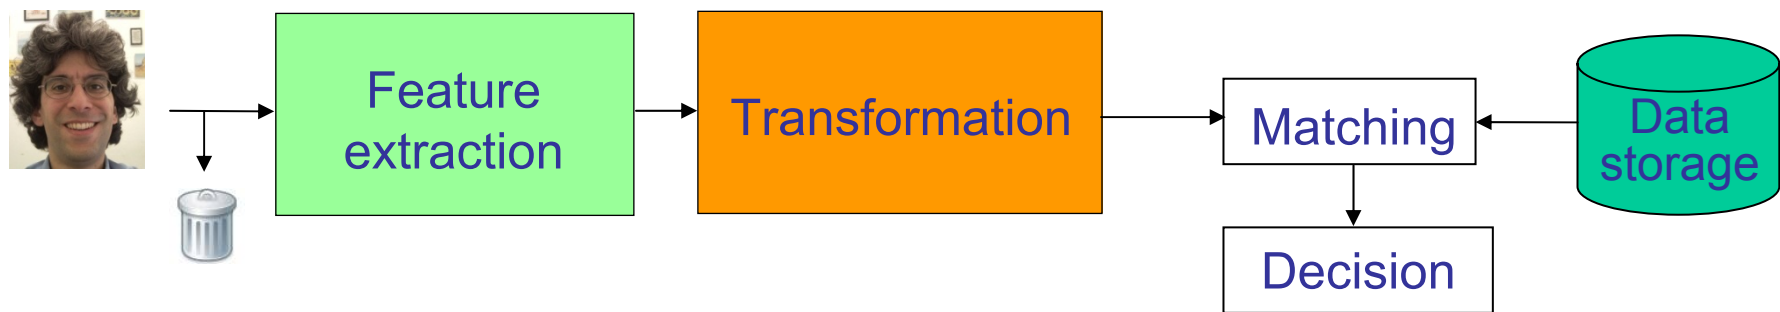 Feature
extraction
Transformation
Matching
Data
storage
Decision